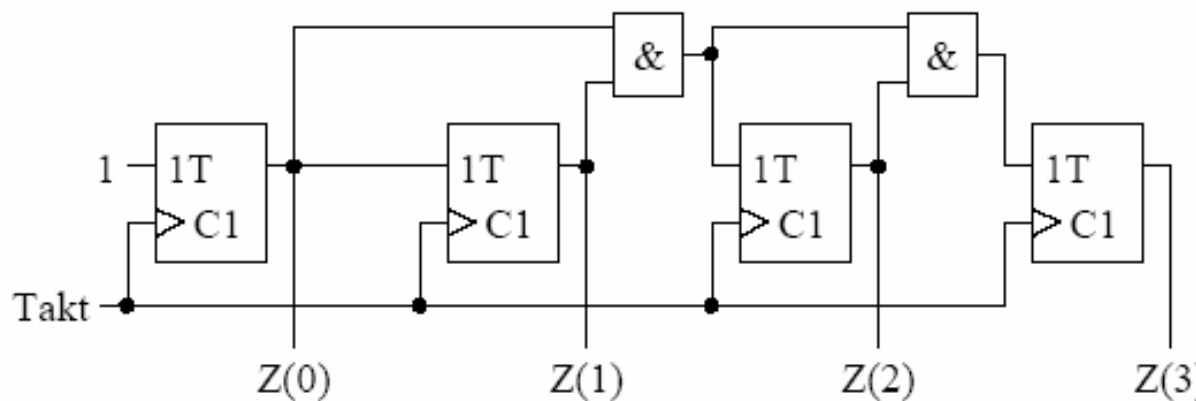 & &
1 1T 1T 1T 1T
C1 C1 C1 C1
Takt
Z(0) Z(1) Z(2) Z(3)